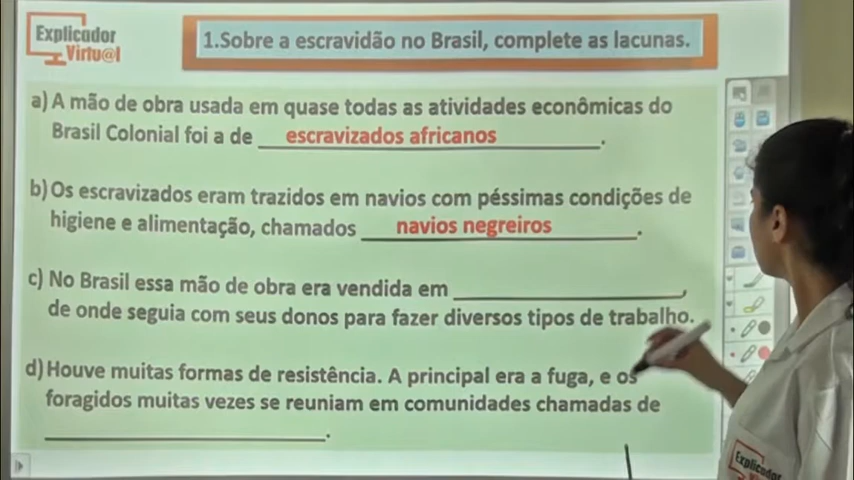 Explicador
Virtu@l
1.Sobre a escravidão no Brasil, complete as lacunas.
a) A mão de obra usada em quase todas as atividades econômicas do
Brasil Colonial foi a de escravizados africanos.
b) Os escravizados eram trazidos em navios com péssimas condições de
higiene e alimentação, chamados navios negreiros.
c) No Brasil essa mão de obra era vendida em ____________________,
de onde seguia com seus donos para fazer diversos tipos de trabalho.
d) Houve muitas formas de resistência. A principal era a fuga, e os
foragidos muitas vezes se reuniam em comunidades chamadas de
____________________.
Explicador